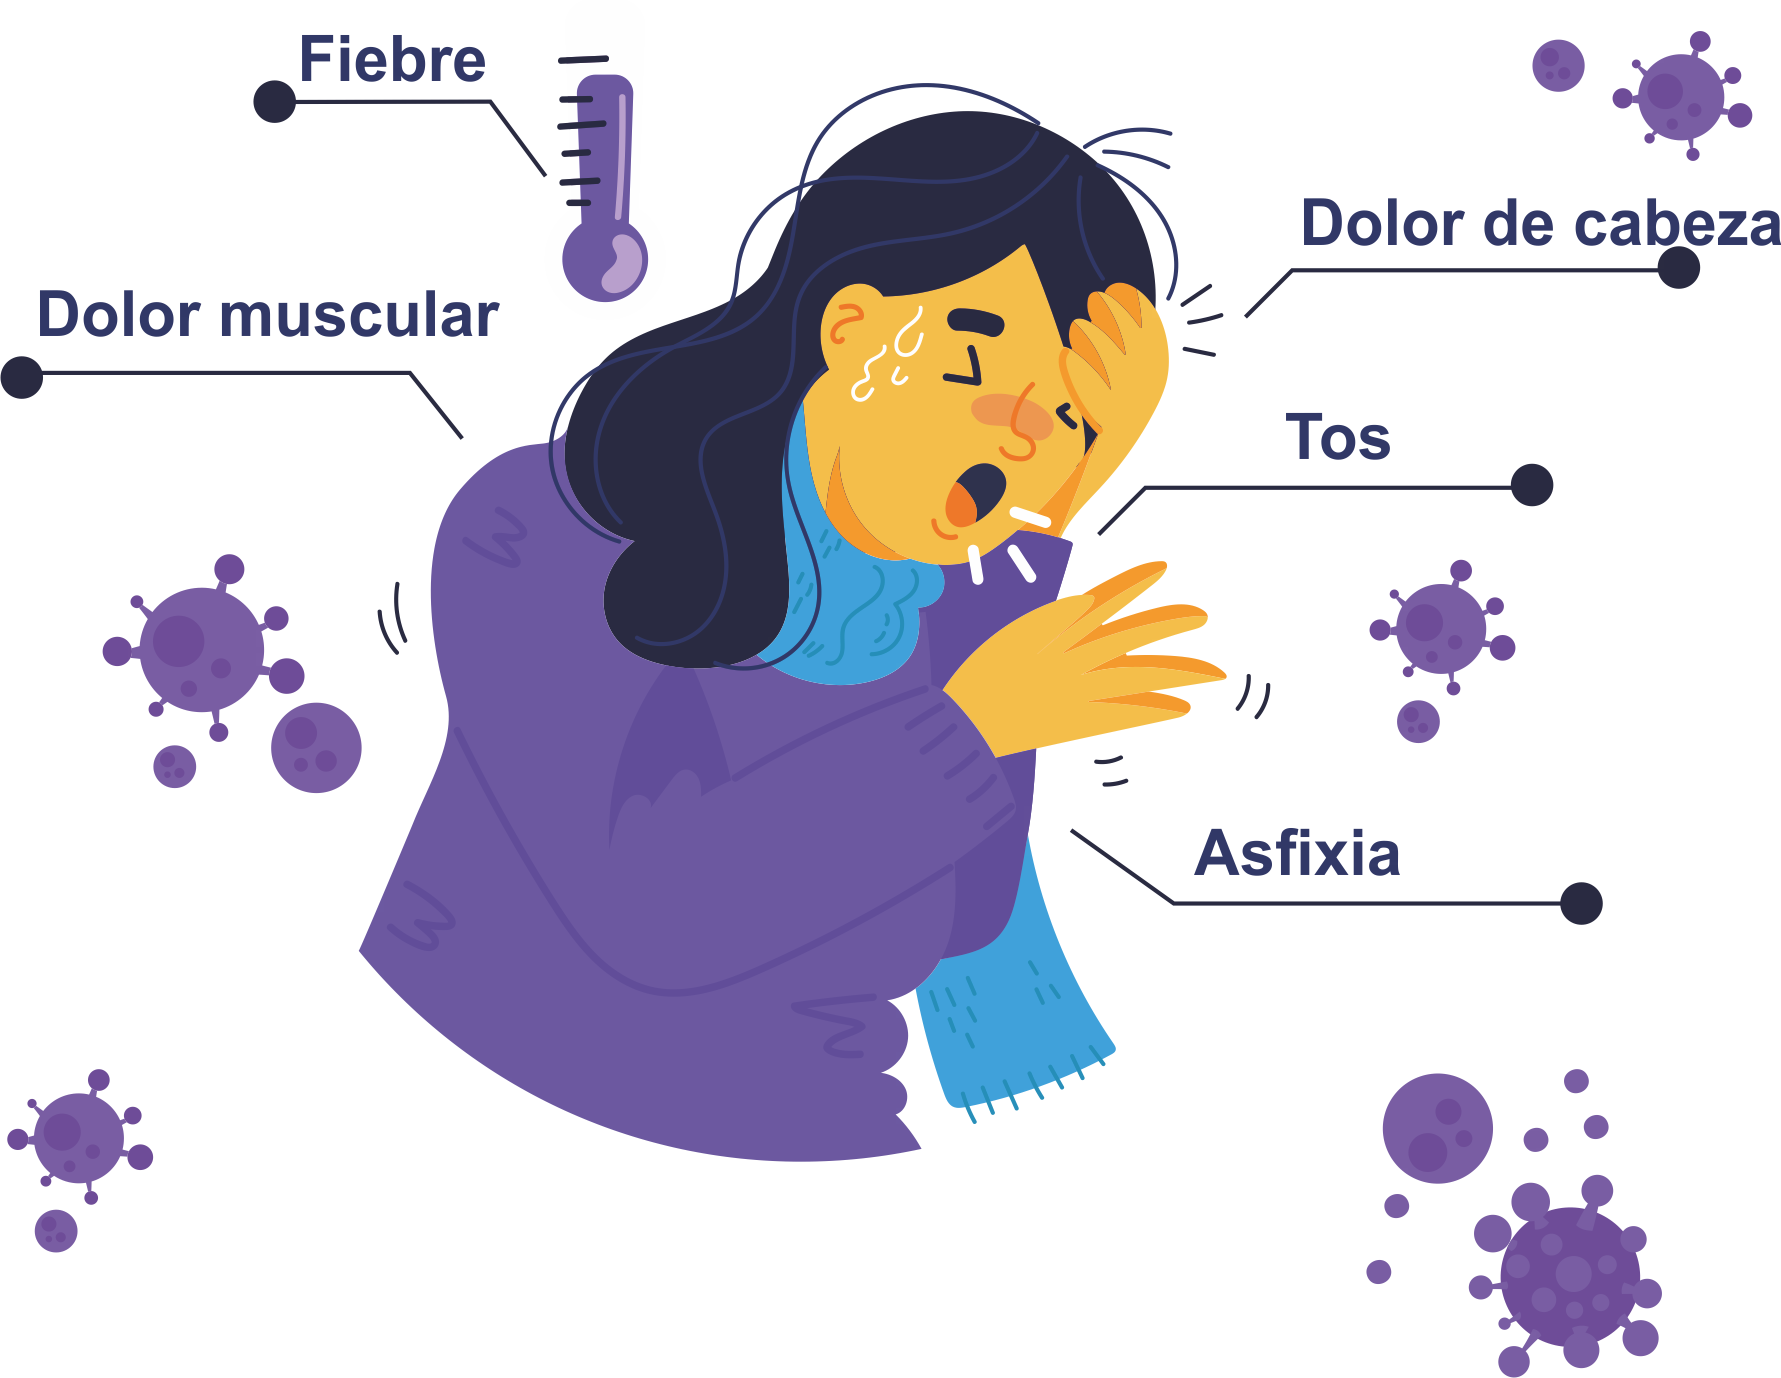 Fiebre
Dolor de cabeza
Dolor muscular
Tos
Asfixia